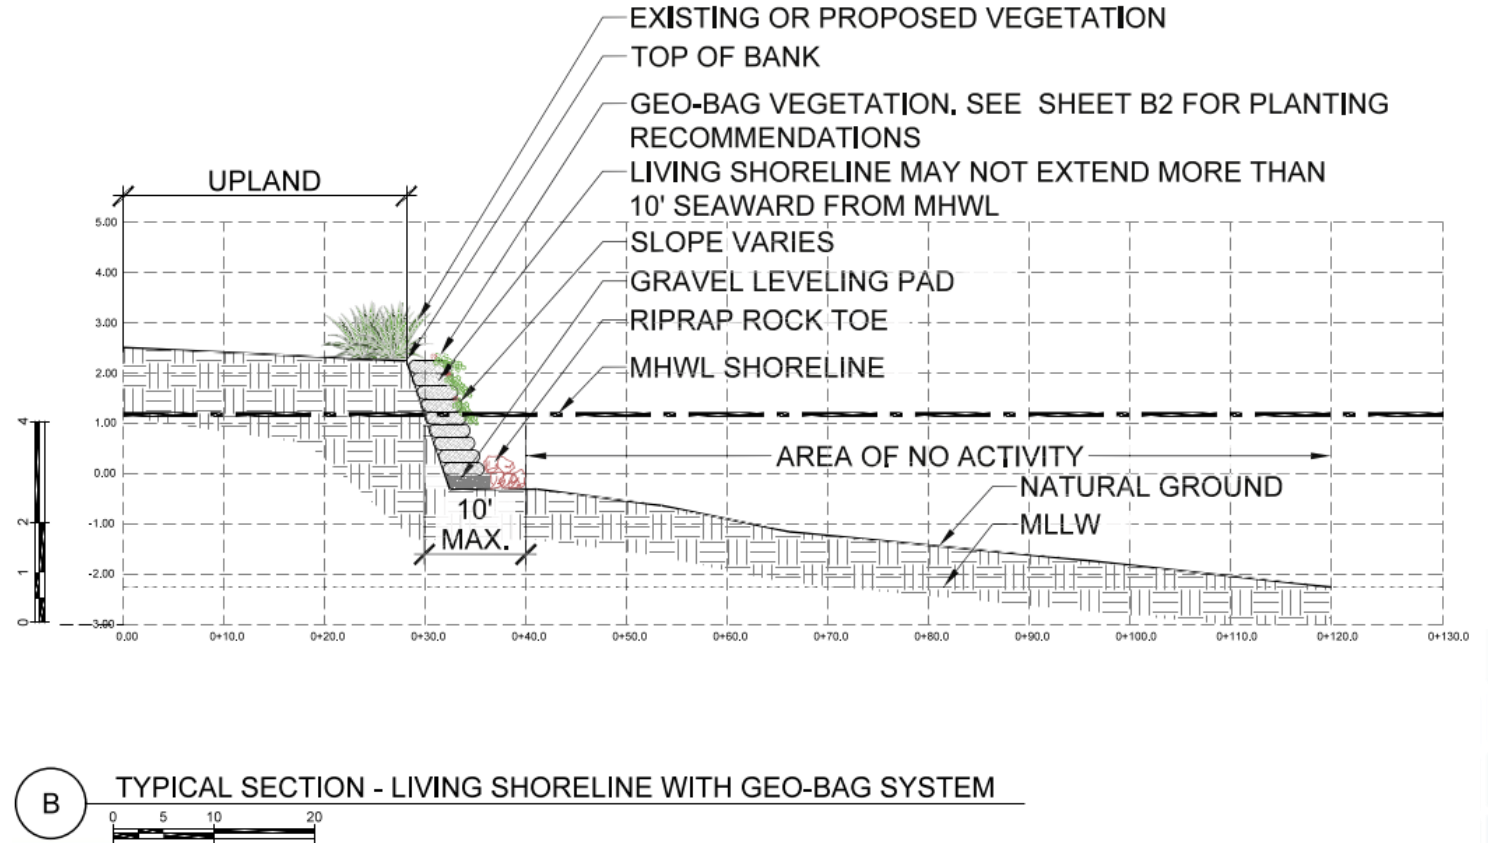 EXISTING OR PROPOSED VEGETATION
TOP OF BANK
GEO-BAG VEGETATION. SEE SHEET B2 FOR PLANTING
RECOMMENDATIONS
LIVING SHORELINE MAY NOT EXTEND MORE THAN
10' SEAWARD FROM MHWL
UPLAND
SLOPE VARIES
GRAVEL LEVELING PAD
RIPRAP ROCK TOE
MHWL SHORELINE
AREA OF NO ACTIVITY
NATURAL GROUND
MLLW
10'
MAX.
5.00
4.00
3.00
2.00
1.00
0.00
-1.00
-2.00
-3.00
4
2
1
0
0.00 0+10.0 0+20.0 0+30.0 0+40.0 0+50.0 0+60.0 0+70.0 0+80.0 0+90.0 0+100.0 0+110.0 0+120.0 0+130.0
B
TYPICAL SECTION - LIVING SHORELINE WITH GEO-BAG SYSTEM
0 5 10 20